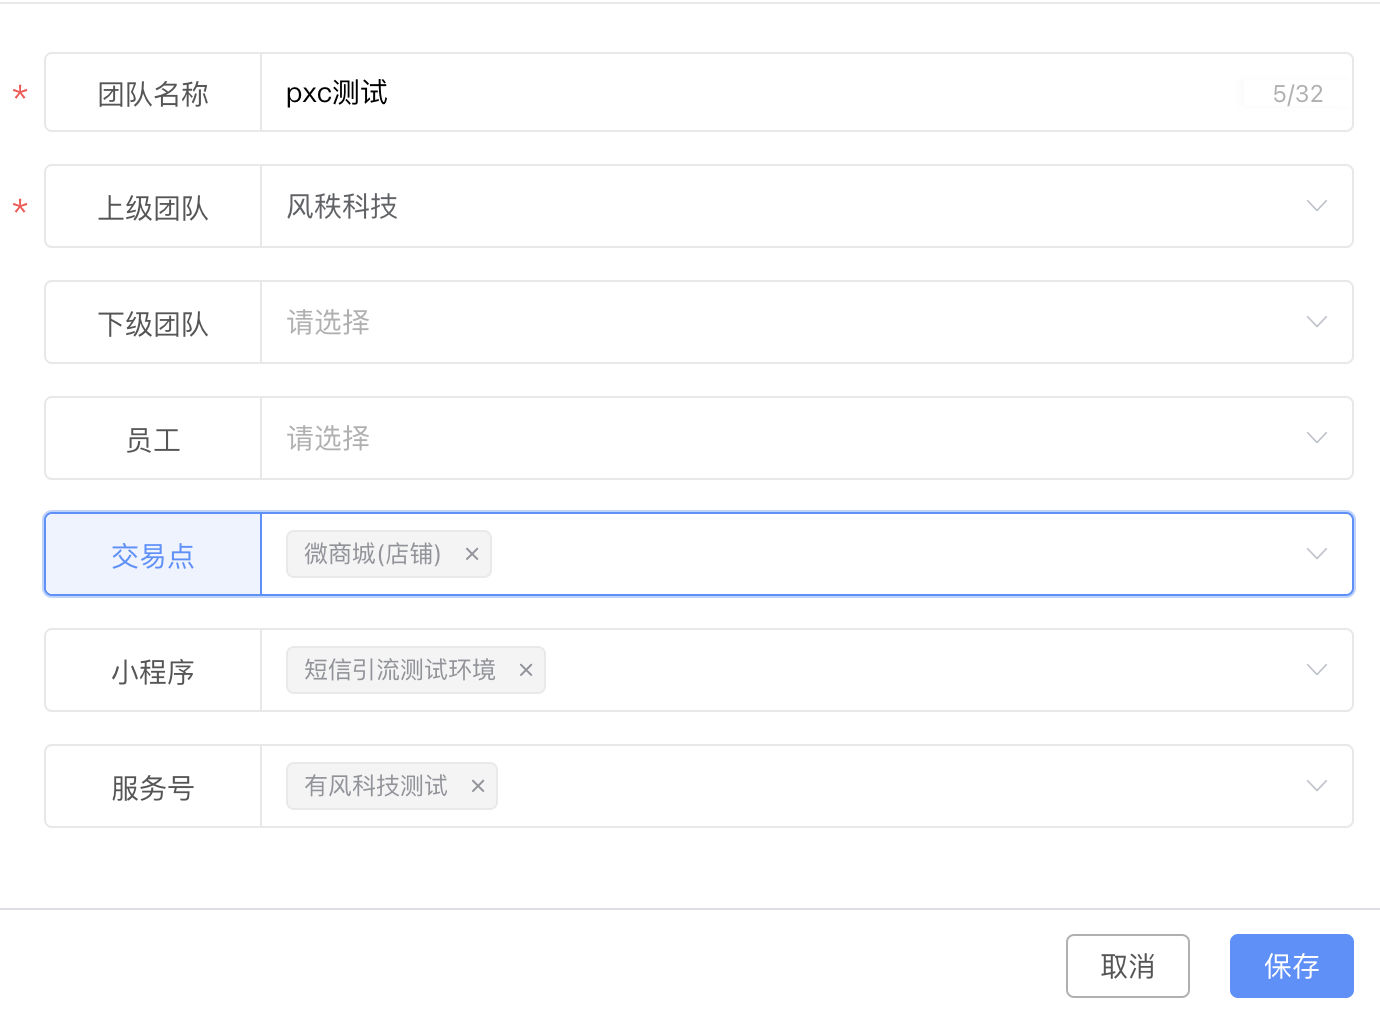 * 团队名称 pxc测试 5/32
* 上级团队 风秩科技
下级团队 请选择
员工 请选择
交易点 微商城(店铺) ×
小程序 短信引流测试环境 ×
服务号 有风科技测试 ×
取消 保存